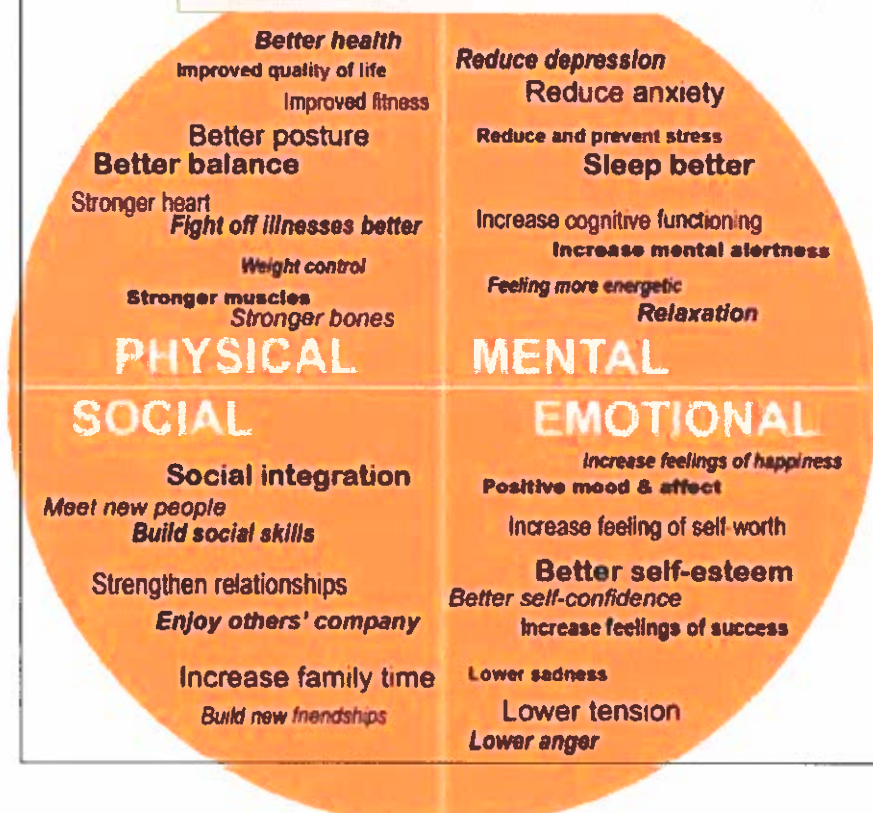 Better health
Improved quality of life
Improved fitness
Better posture
Better balance
Stronger heart
Fight off illnesses better
Weight control
Stronger muscles
Stronger bones
PHYSICAL
Reduce depression
Reduce anxiety
Reduce and prevent stress
Sleep better
Increase cognitive functioning
Increase mental alertness
Feeling more energetic
Relaxation
MENTAL
SOCIAL
Social integration
Meet new people
Build social skills
Strengthen relationships
Enjoy others' company
Increase family time
Build new friendships
EMOTIONAL
Increase feelings of happiness
Positive mood & affect
Increase feeling of self-worth
Better self-esteem
Better self-confidence
Increase feelings of success
Lower sadness
Lower tension
Lower anger